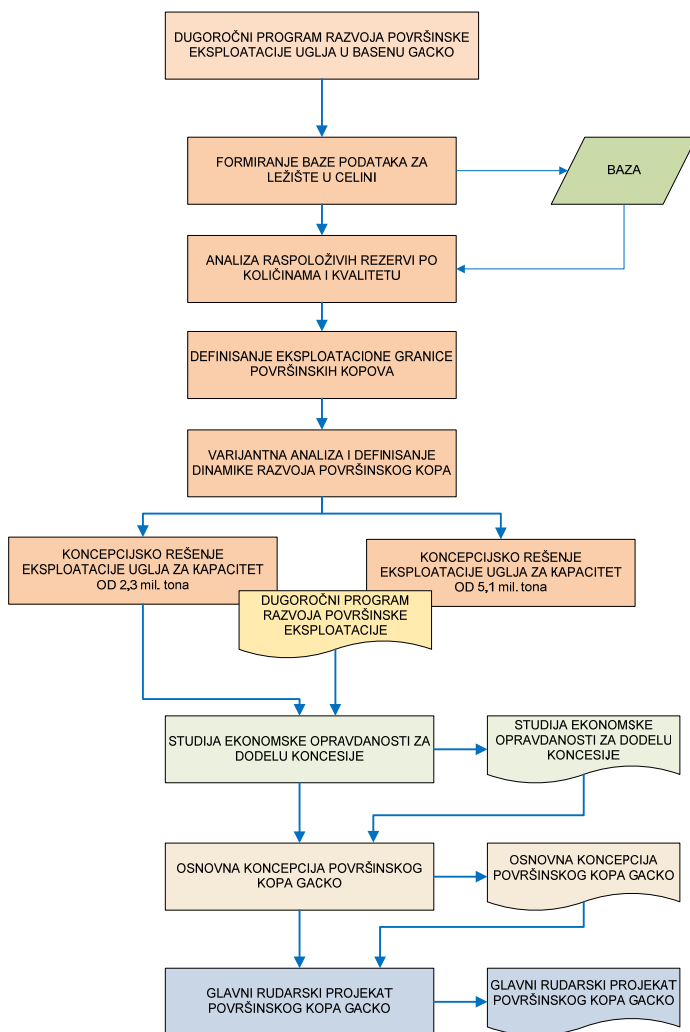 DUGOROČNI PROGRAM RAZVOJA POVRŠINSKE
EKSPLOATACIJE UGLJA U BASENU GACKO
FORMIRANJE BAZE PODATAKA ZA
LEŽIŠTE U CELINI
BAZA
ANALIZA RASPOLOŽIVIH REZERVI PO
KOLIČINAMA I KVALITETU
DEFINISANJE EKSPLOATACIONE GRANICE
POVRŠINSKIH KOPOVA
VARIJANTNA ANALIZA I DEFINISANJE
DINAMIKE RAZVOJA POVRŠINSKOG KOPA
KONCEPCIJSKO REŠENJE
EKSPLOATACIJE UGLJA ZA KAPACITET
OD 2,3 mil. tona
KONCEPCIJSKO REŠENJE
EKSPLOATACIJE UGLJA ZA KAPACITET
OD 5,1 mil. tona
DUGOROČNI PROGRAM
RAZVOJA POVRŠINSKE
EKSPLOATACIJE
STUDIJA EKONOMSKE OPRAVDANOSTI ZA
DODELU KONCESIJE
STUDIJA EKONOMSKE
OPRAVDANOSTI ZA DODELU
KONCESIJE
OSNOVNA KONCEPCIJA POVRŠINSKOG
KOPA GACKO
OSNOVNA KONCEPCIJA
POVRŠINSKOG KOPA GACKO
GLAVNI RUDARSKI PROJEKAT
POVRŠINSKOG KOPA GACKO
GLAVNI RUDARSKI PROJEKAT
POVRŠINSKOG KOPA GACKO